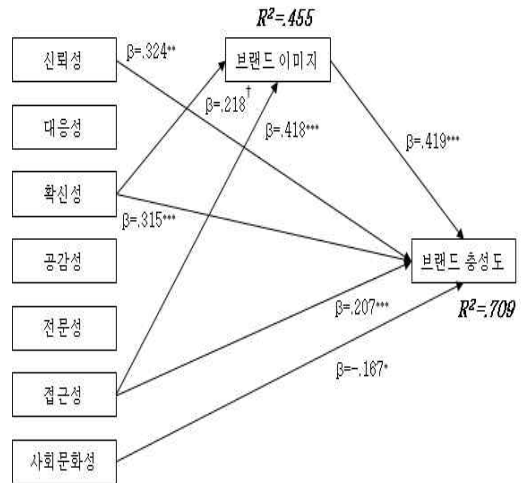 R²=.455
신뢰성
β=.324**
브랜드 이미지
β=.218†
대응성
β=.418***
β=.419***
확신성
β=.315***
공감성
브랜드 충성도
전문성
β=.207***
R²=.709
접근성
β=-.167*
사회문화성